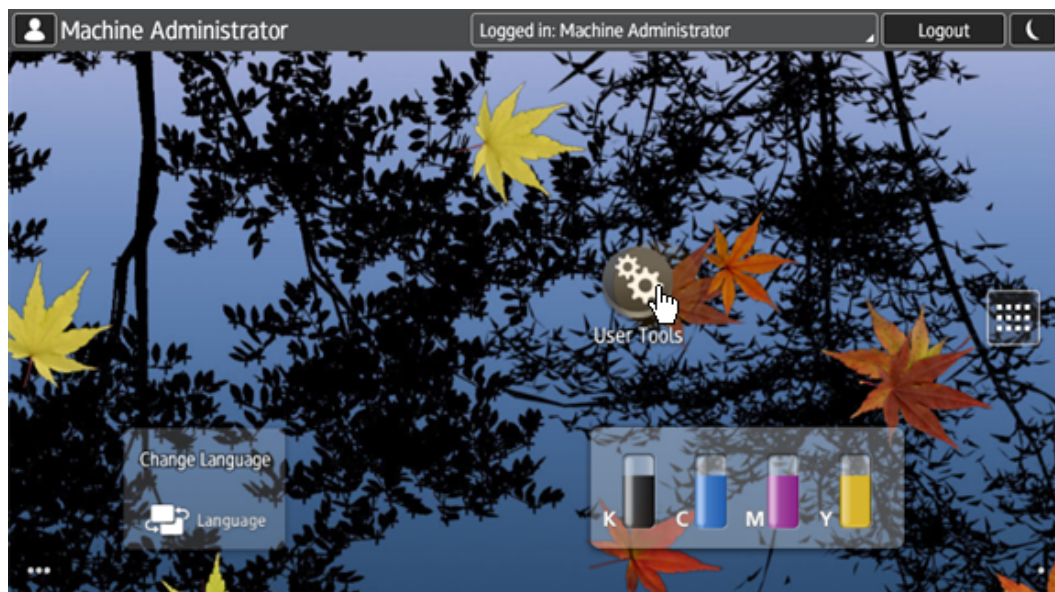 Machine Administrator
Logged in: Machine Administrator
Logout
User Tools
Change Language
Language
K
C
M
Y